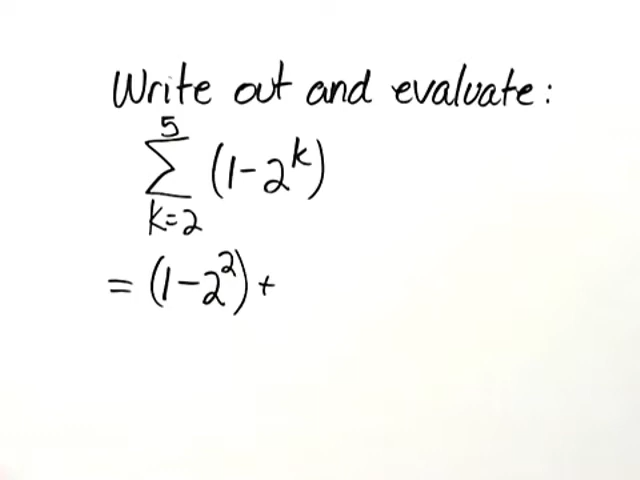 Write out and evaluate:
5
∑ (1-2^k)
k=2
= (1-2^2) +